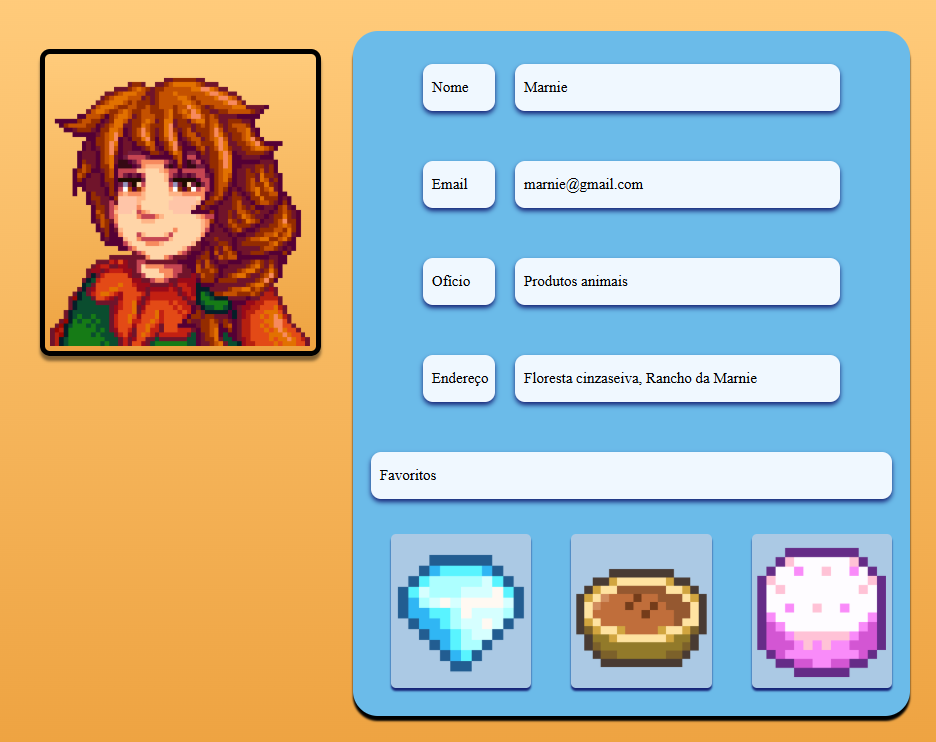 Nome
Marnie
Email
marnie@gmail.com
Ofício
Produtos animais
Endereço
Floresta cinzaseiva, Rancho da Marnie
Favoritos